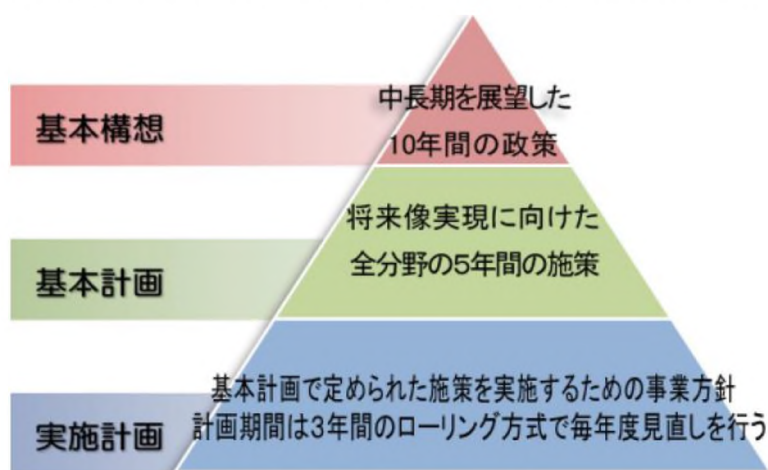 基本構想
中長期を展望した
10年間の政策
基本計画
将来像実現に向けた
全分野の5年間の施策
実施計画
基本計画で定められた施策を実施するための事業方針
計画期間は3年間のローリング方式で毎年度見直しを行う